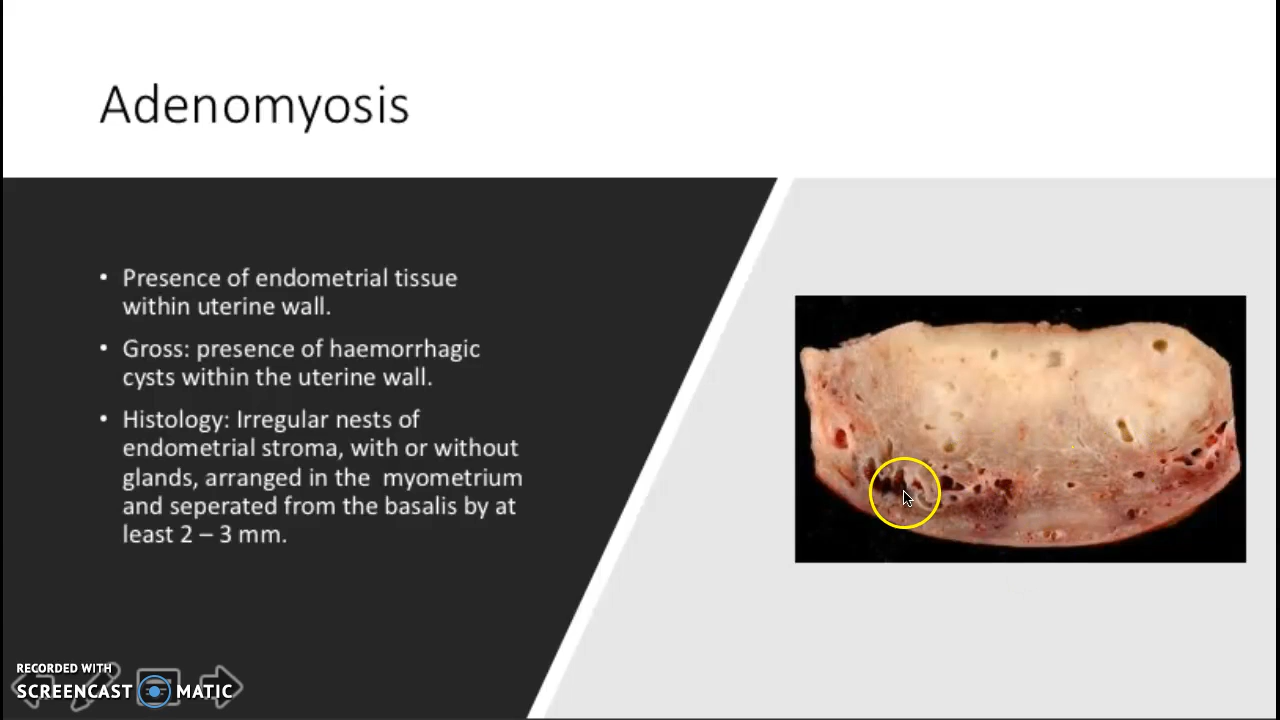 Adenomyosis
• Presence of endometrial tissue
within uterine wall.
• Gross: presence of haemorrhagic
cysts within the uterine wall.
• Histology: Irregular nests of
endometrial stroma, with or without
glands, arranged in the myometrium
and seperated from the basalis by at
least 2 – 3 mm.
RECORDED WITH
SCREENCAST MATIC